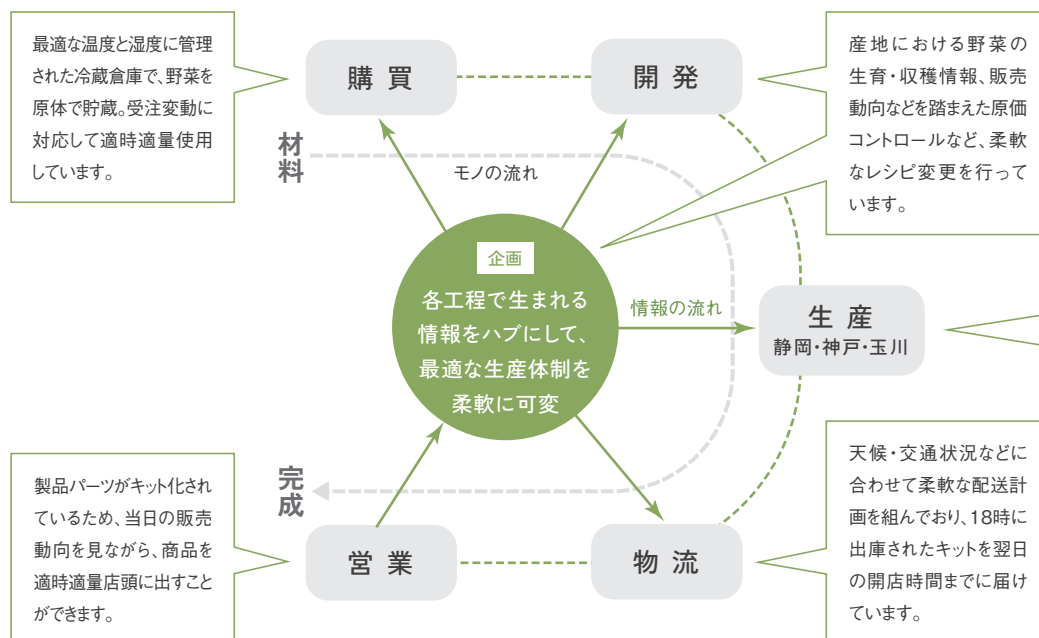 最適な温度と湿度に管理
された冷蔵倉庫で、野菜を
原体で貯蔵。受注変動に
対応して適時適量使用
しています。
購買
開発
産地における野菜の
生育・収穫情報、販売
動向などを踏まえた原価
コントロールなど、柔軟
なレシピ変更を行って
います。
材料
モノの流れ
企画
各工程で生まれる
情報をハブにして、
最適な生産体制を
柔軟に可変
情報の流れ
生産
静岡・神戸・玉川
完成
製品パーツがキット化され
ているため、当日の販売
動向を見ながら、商品を
適時適量店頭に出すこと
ができます。
営業
物流
天候・交通状況などに
合わせて柔軟な配送計
画を組んでおり、18時に
出庫されたキットを翌日
の開店時間までに届け
ています。